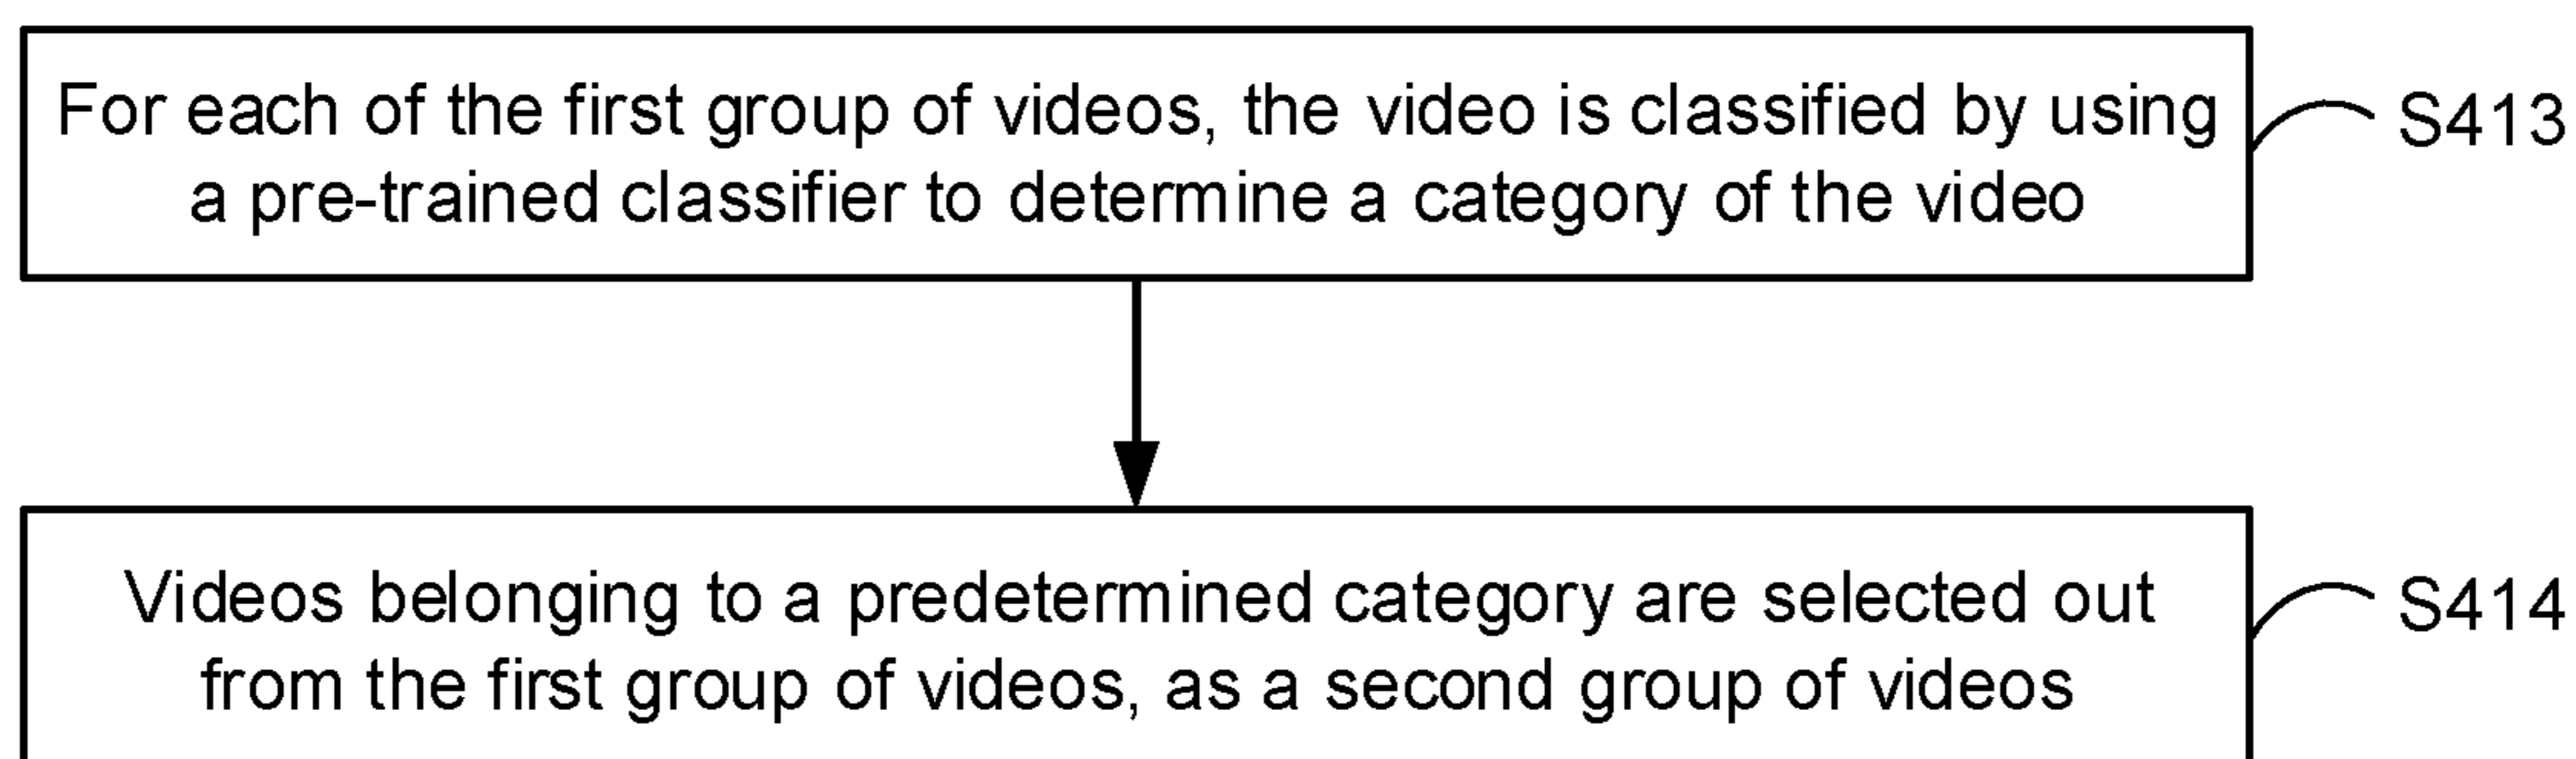 For each of the first group of videos, the video is classified by using
a pre-trained classifier to determine a category of the video
S413
Videos belonging to a predetermined category are selected out
from the first group of videos, as a second group of videos
S414